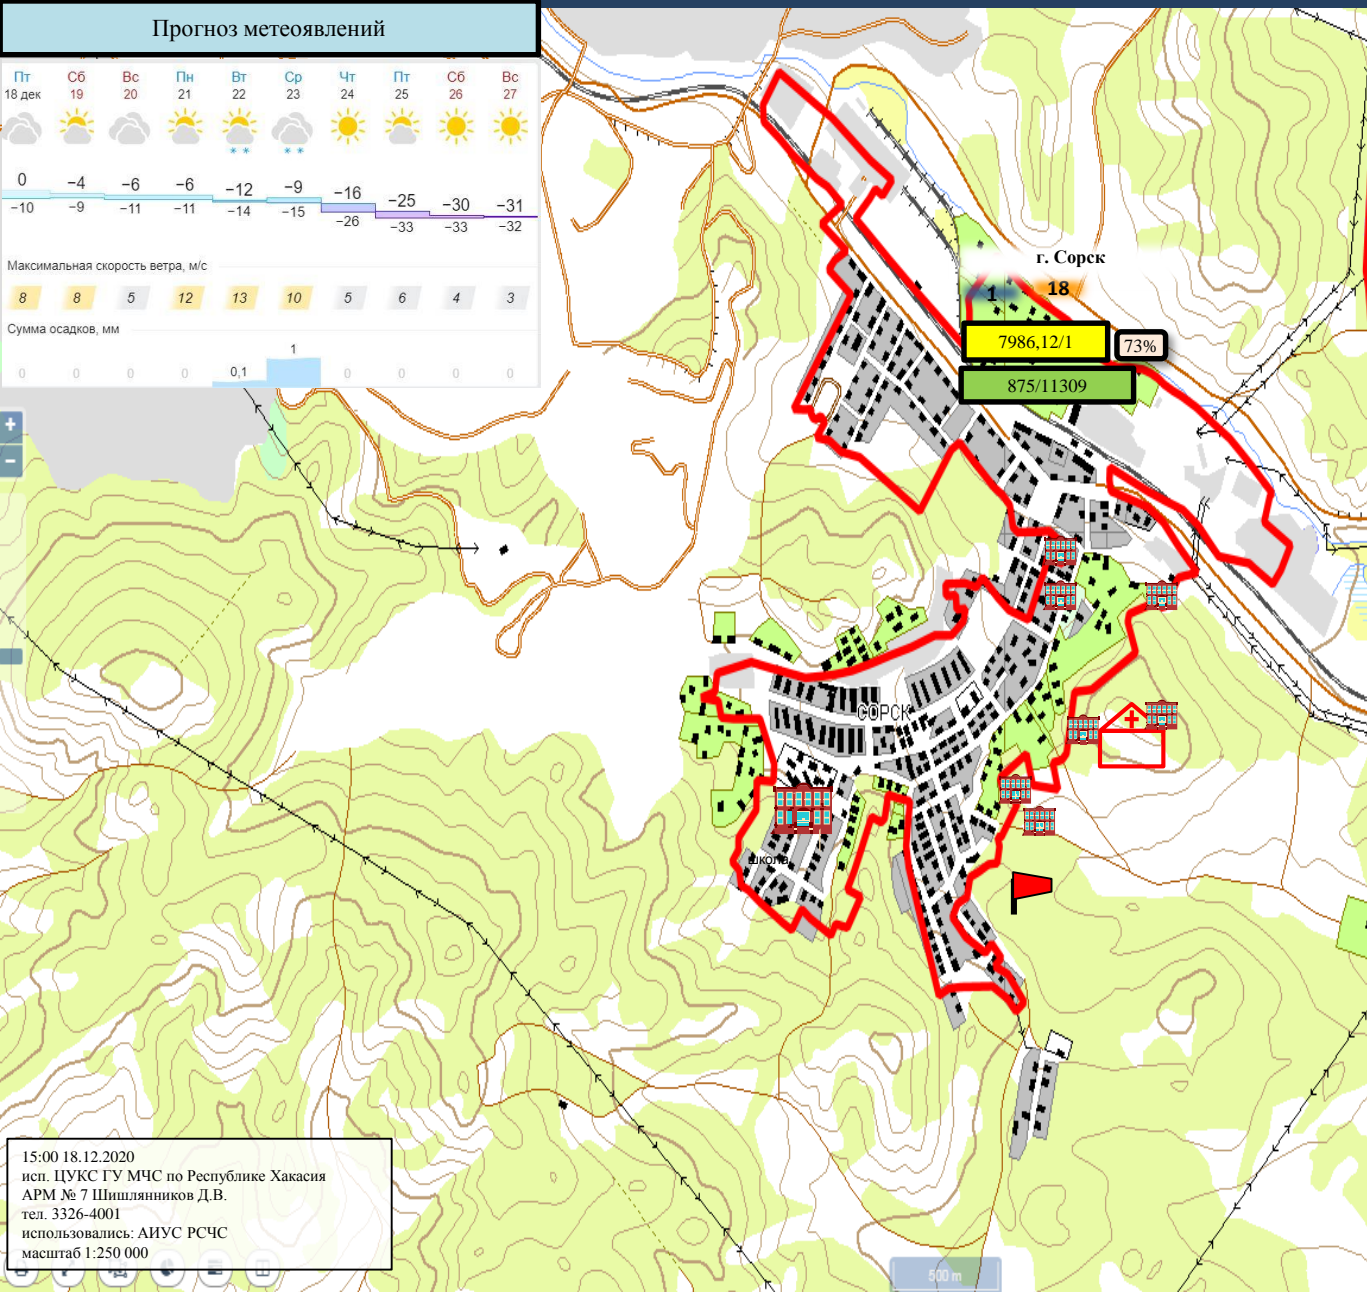 Прогноз метеоявлений
Пт Сб Вс Пн Вт Ср Чт Пт Сб Вс
18 дек 19 20 21 22 23 24 25 26 27
0 −4 −6 −6 −12 −9 −16 −25 −30 −31
−10 −9 −11 −11 −14 −15 −26 −33 −33 −32
Максимальная скорость ветра, м/с
8 8 5 12 13 10 5 6 4 3
Сумма осадков, мм
0 0 0 0 0,1 1 0 0 0 0
+
−
г. Сорск
1 18
7986,12/1 73%
875/11309
СОРСК
школа
15:00 18.12.2020
исп. ЦУКС ГУ МЧС по Республике Хакасия
АРМ № 7 Шишлянников Д.В.
тел. 3326-4001
использовались: АИУС РСЧС
масштаб 1:250 000
500 m